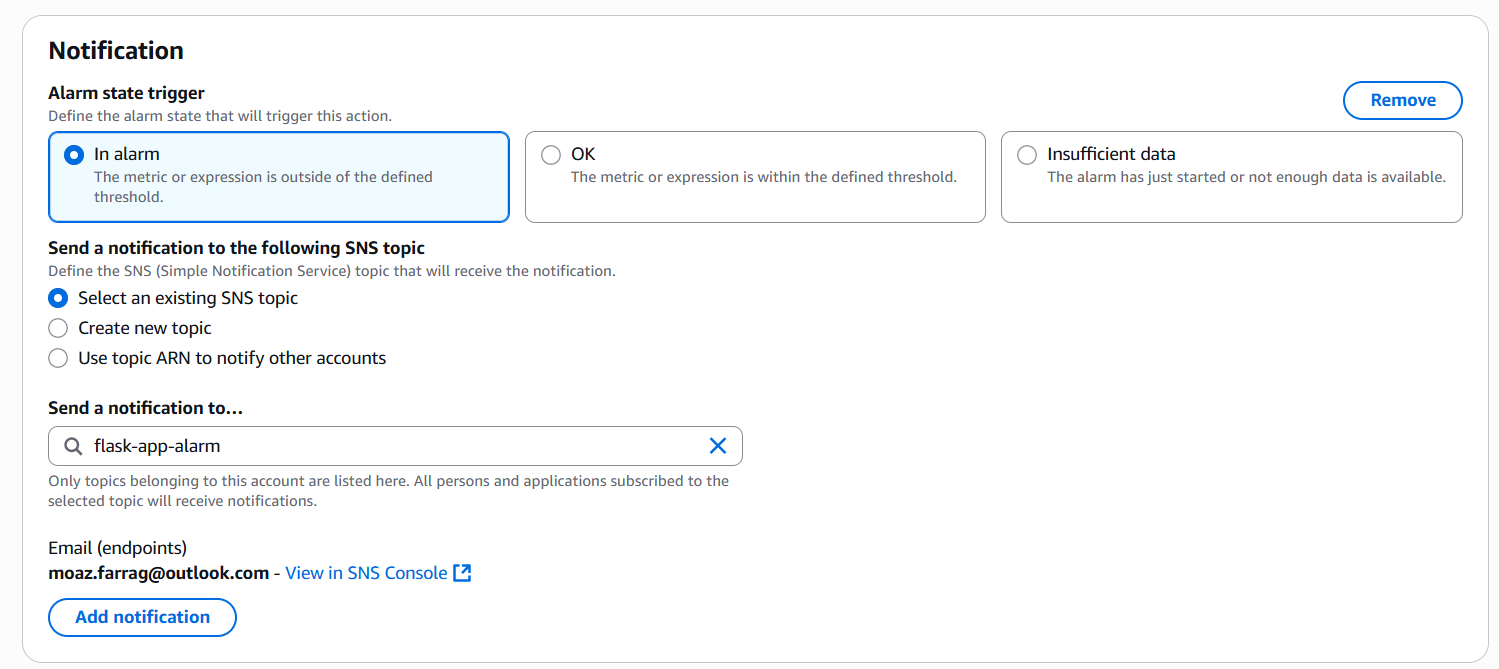 Notification
Alarm state trigger
Define the alarm state that will trigger this action.
Remove
In alarm
The metric or expression is outside of the defined
threshold.
OK
The metric or expression is within the defined threshold.
Insufficient data
The alarm has just started or not enough data is available.
Send a notification to the following SNS topic
Define the SNS (Simple Notification Service) topic that will receive the notification.
Select an existing SNS topic
Create new topic
Use topic ARN to notify other accounts
Send a notification to…
flask-app-alarm
Only topics belonging to this account are listed here. All persons and applications subscribed to the
selected topic will receive notifications.
Email (endpoints)
moaz.farrag@outlook.com - View in SNS Console
Add notification